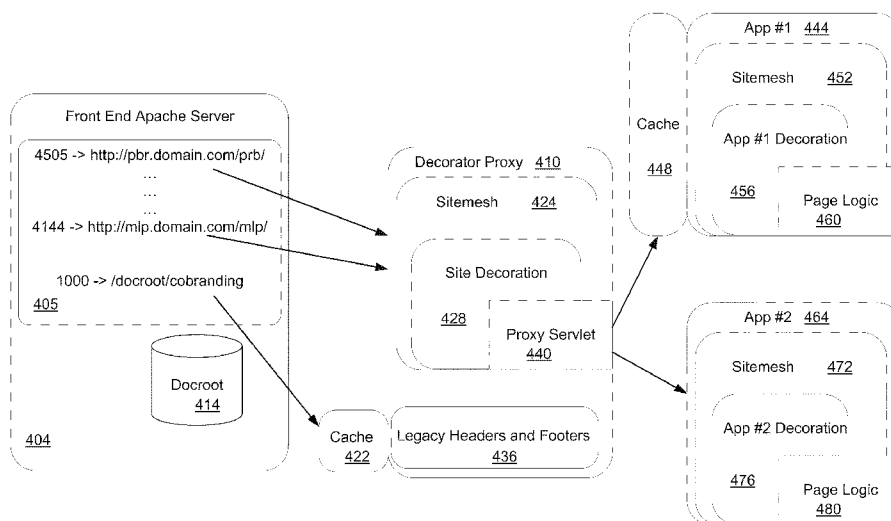 Front End Apache Server
4505 -> http://pbr.domain.com/prb/
...
...
...
4144 -> http://mlp.domain.com/mlp/
1000 -> /docroot/cobranding
405
Docroot
414
404
Decorator Proxy 410
Sitemesh 424
Site Decoration
428
Proxy Servlet
440
Cache
422
Legacy Headers and Footers
436
Cache
448
App #1 444
Sitemesh 452
App #1 Decoration
456
Page Logic
460
App #2 464
Sitemesh 472
App #2 Decoration
476
Page Logic
480